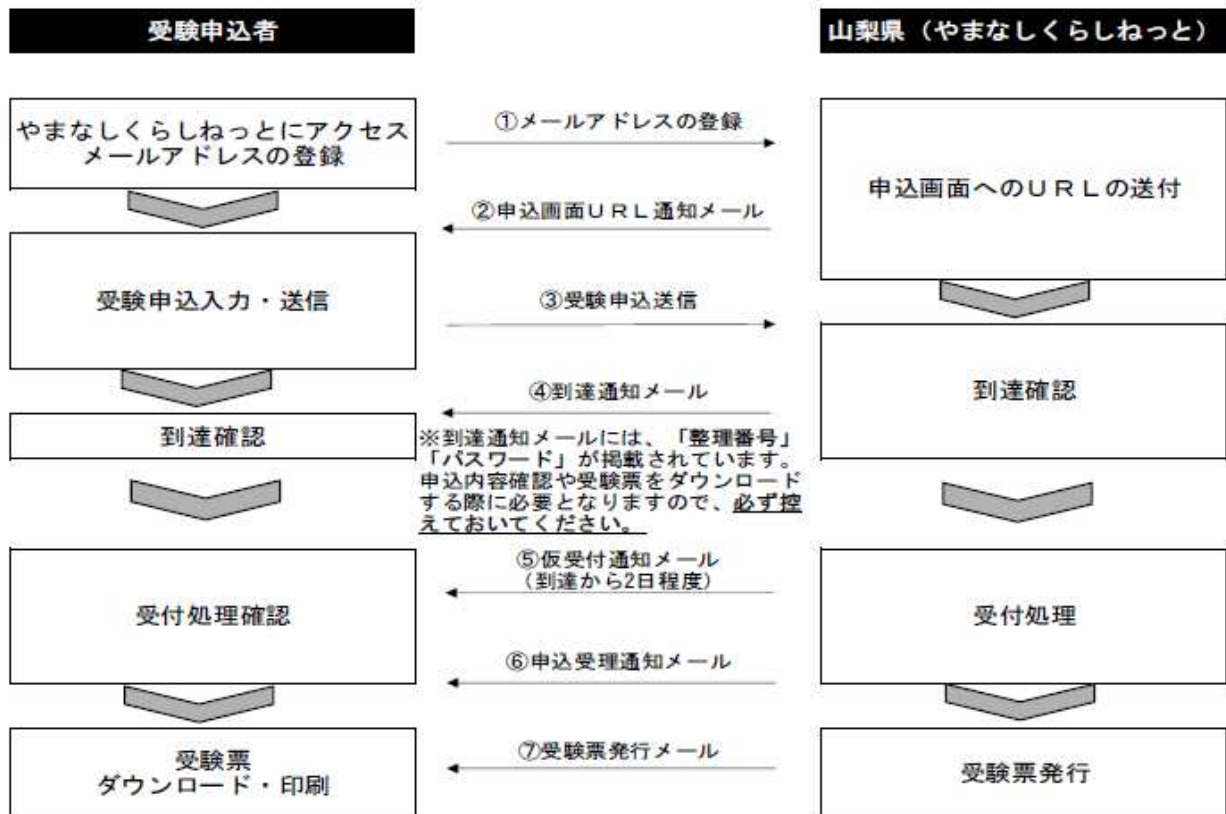 受験申込者
山梨県(やまなしくらしねっと)
やまなしくらしねっとにアクセス
メールアドレスの登録
①メールアドレスの登録
申込画面へのURLの送付
②申込画面URL通知メール
受験申込入力・送信
③受験申込送信
到達確認
④到達通知メール
到達確認
※到達通知メールには、「整理番号」
「パスワード」が掲載されています。
申込内容確認や受験票をダウンロード
する際に必要となりますので、必ず控
えておいてください。
⑤仮受付通知メール
(到達から2日程度)
受付処理確認
受付処理
⑥申込受理通知メール
受験票
ダウンロード・印刷
⑦受験票発行メール
受験票発行